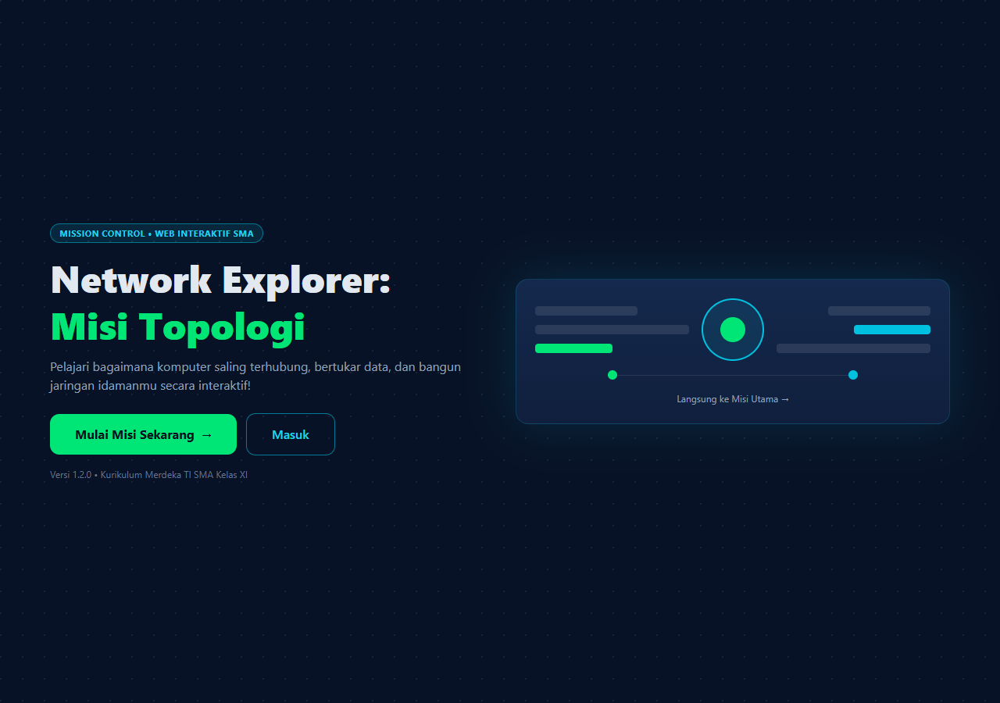 MISSION CONTROL • WEB INTERAKTIF SMA
Network Explorer:
Misi Topologi
Pelajari bagaimana komputer saling terhubung, bertukar data, dan bangun
jaringan idamanmu secara interaktif!
Mulai Misi Sekarang →
Masuk
Versi 1.2.0 • Kurikulum Merdeka TI SMA Kelas XI
Langsung ke Misi Utama →